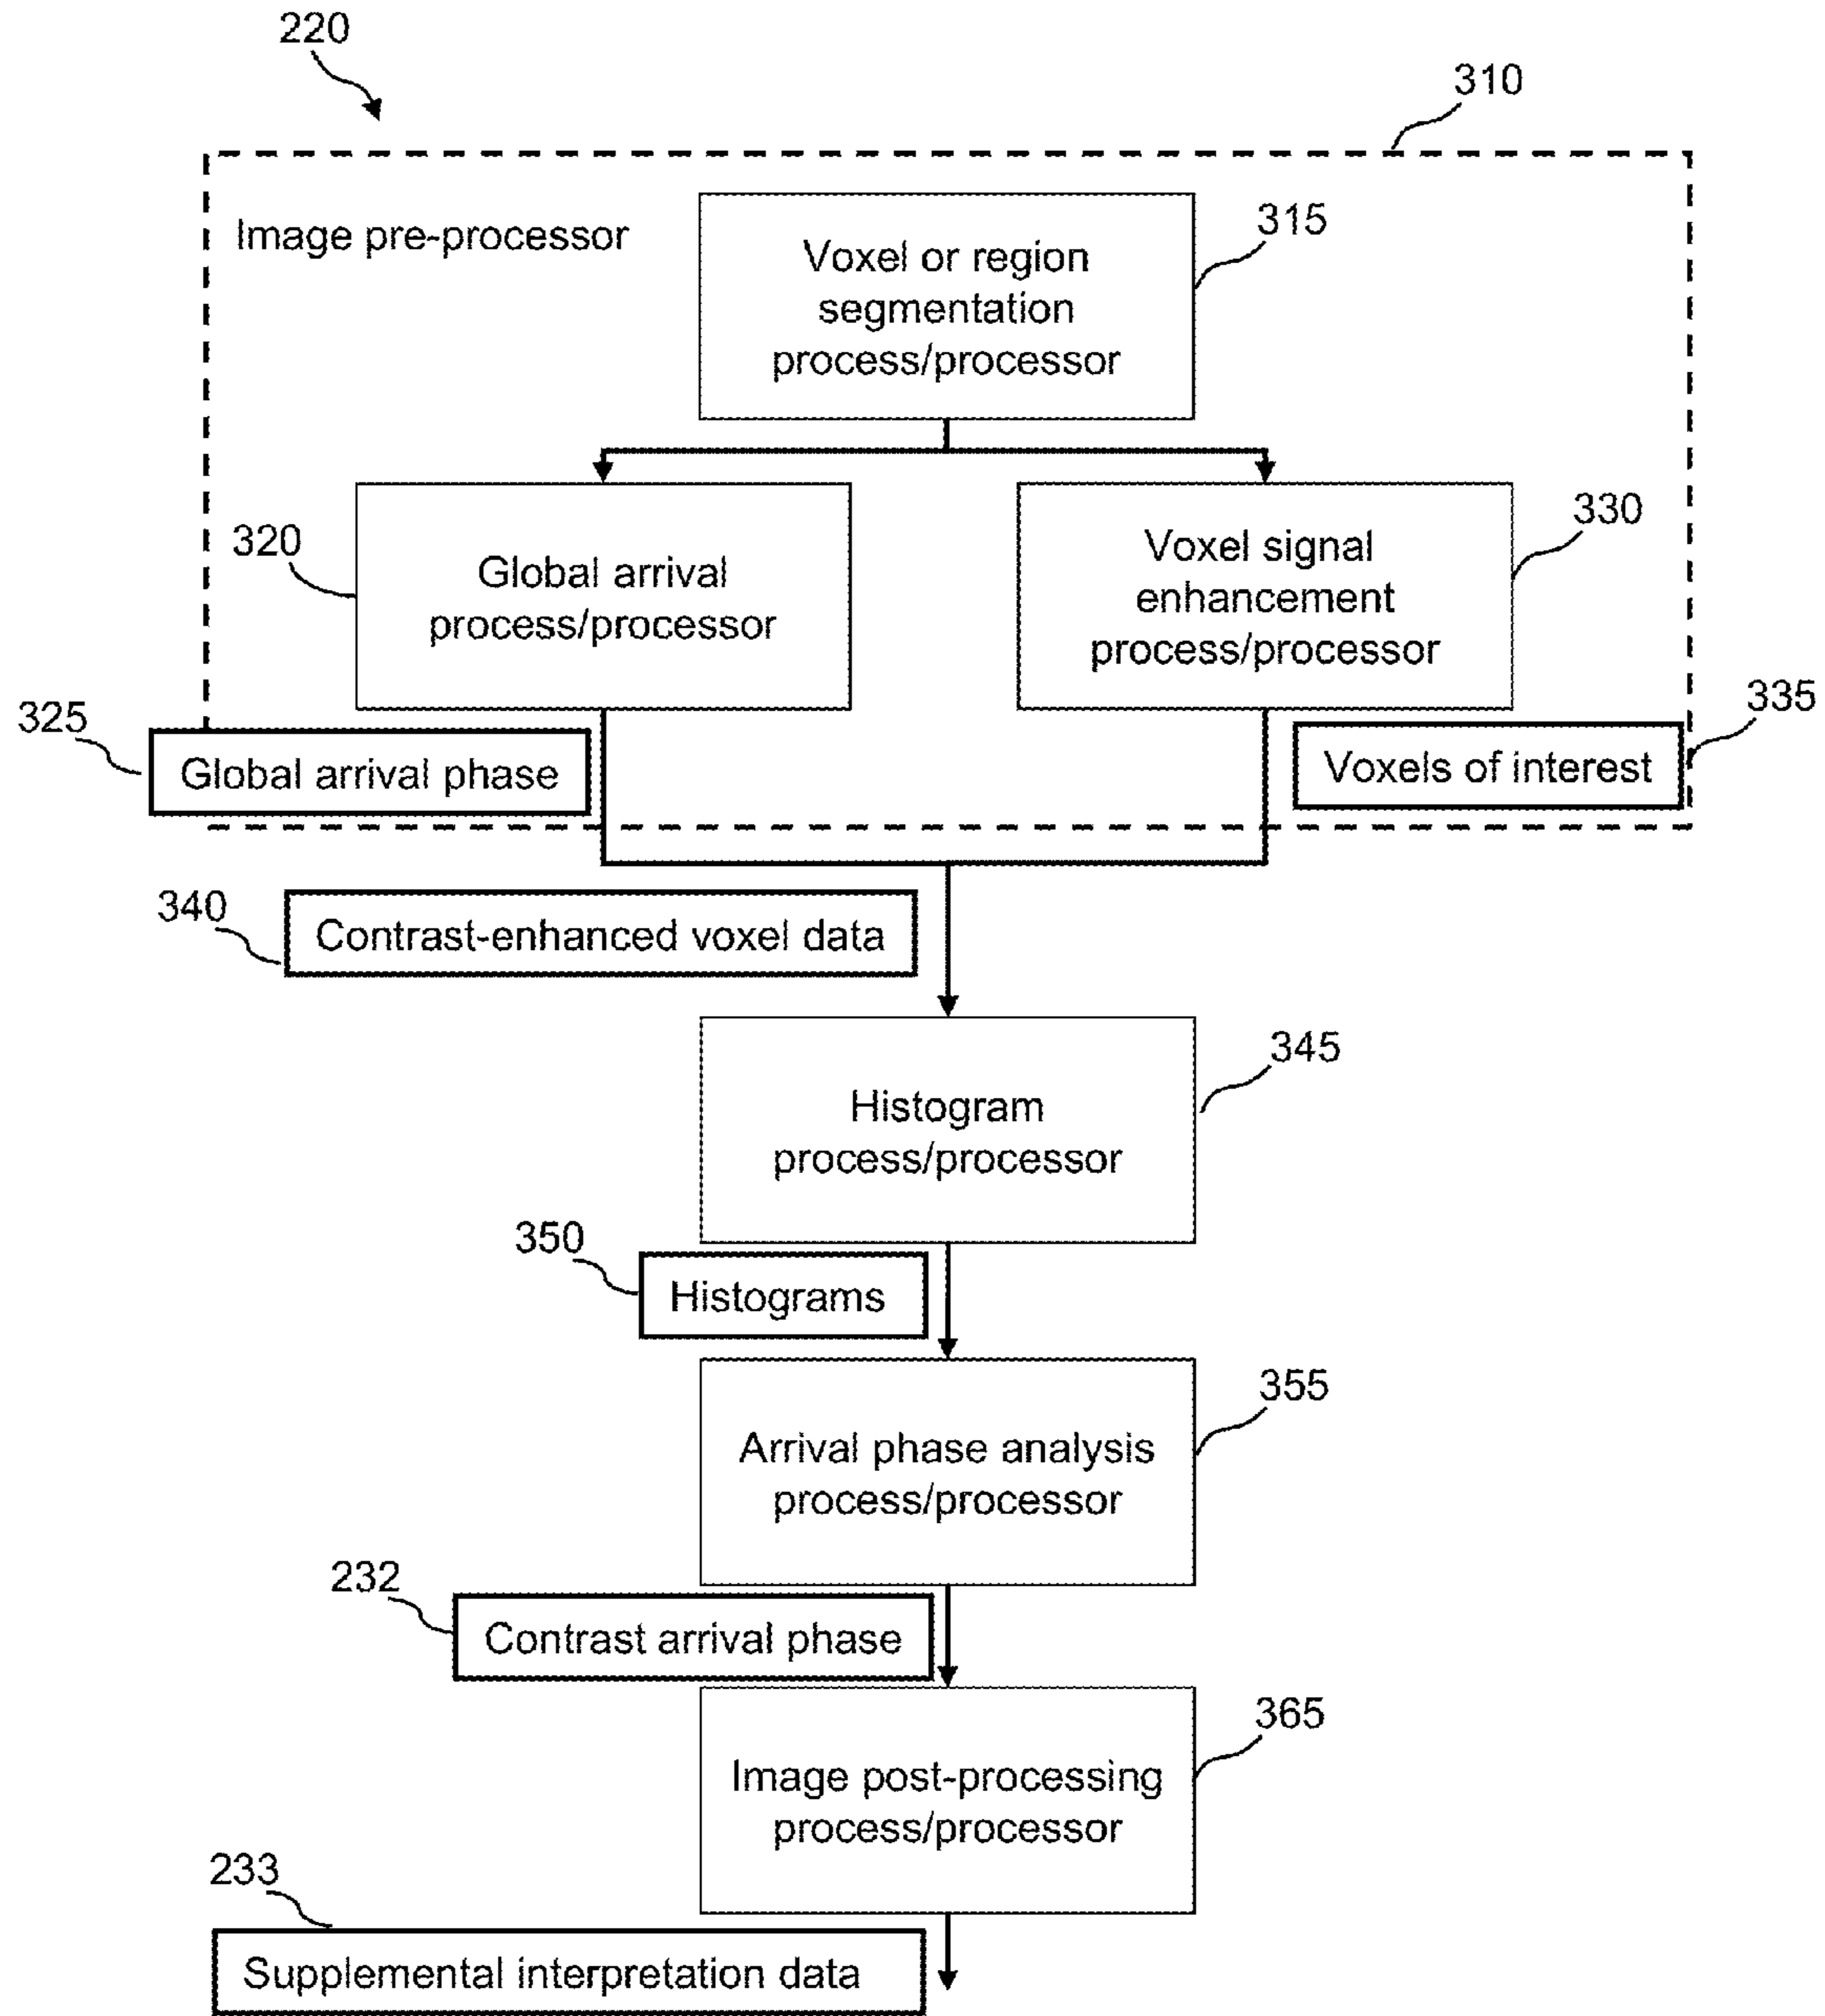 220
310
Image pre-processor
Voxel or region
segmentation
process/processor
315
320
Global arrival
process/processor
Voxel signal
enhancement
process/processor
330
325
Global arrival phase
Voxels of interest
335
340
Contrast-enhanced voxel data
Histogram
process/processor
345
350
Histograms
Arrival phase analysis
process/processor
355
232
Contrast arrival phase
Image post-processing
process/processor
365
233
Supplemental interpretation data